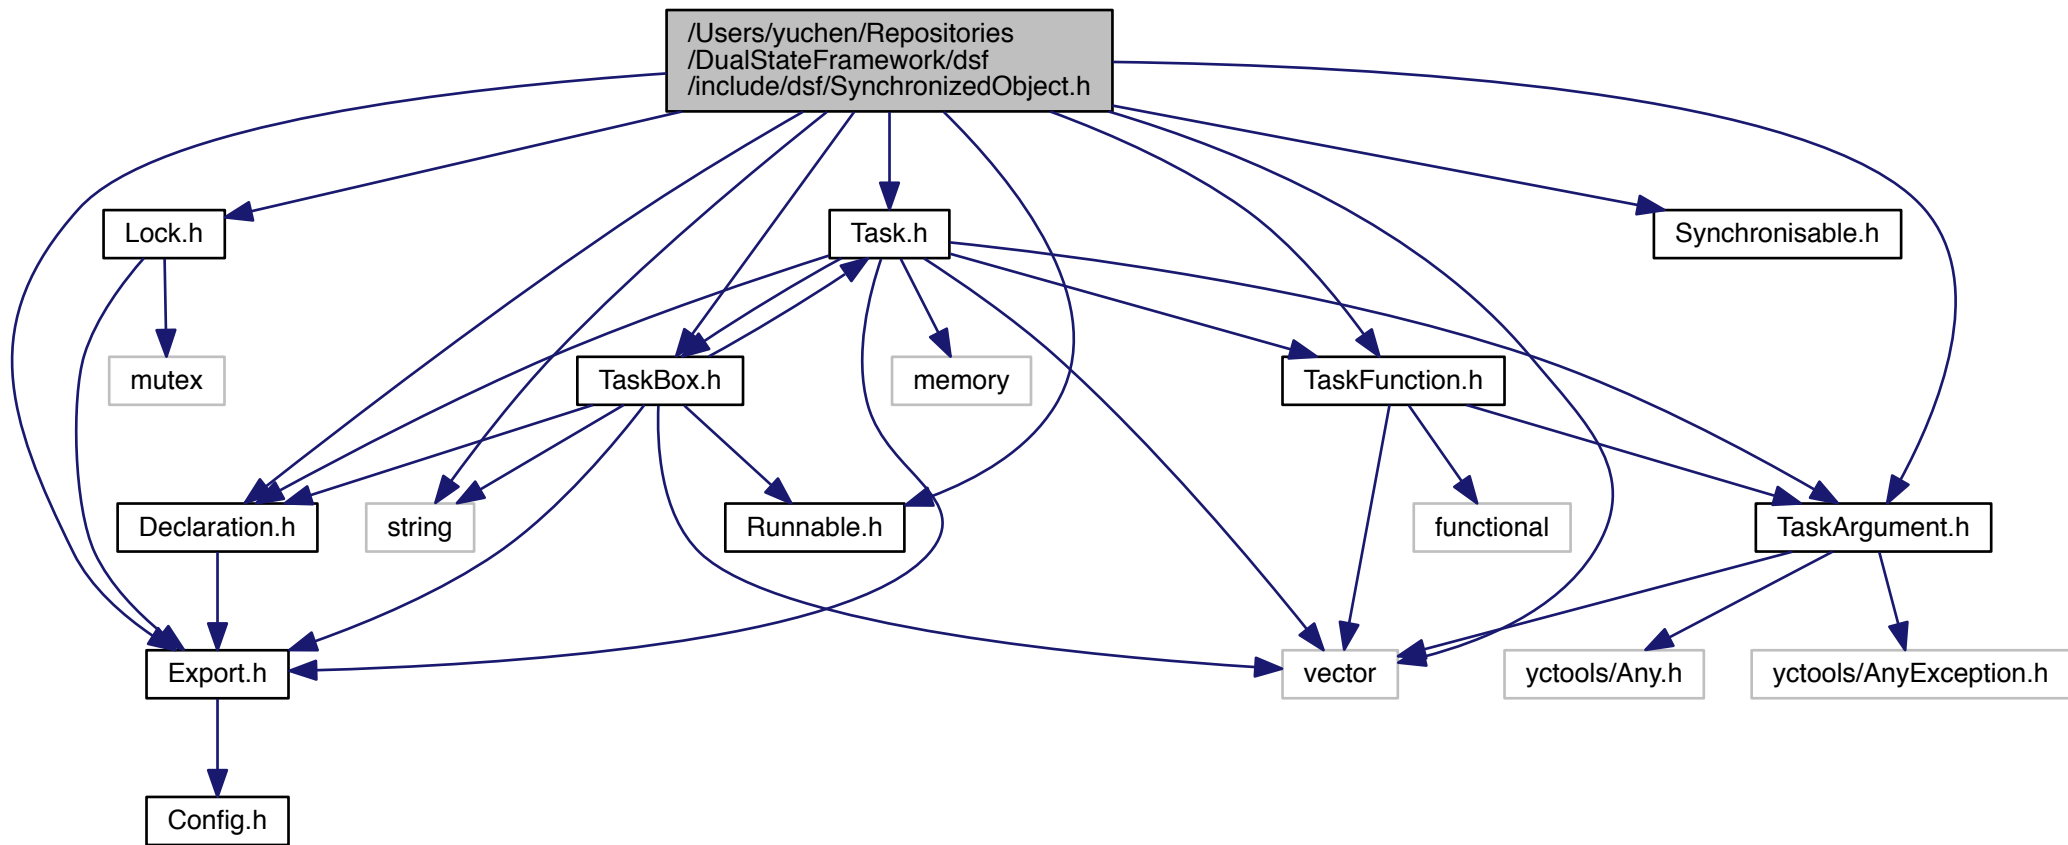 /Users/yuchen/Repositories
/DualStateFramework/dsf
/include/dsf/SynchronizedObject.h
Lock.h
Task.h
Synchronisable.h
mutex
TaskBox.h
memory
TaskFunction.h
Declaration.h
string
Runnable.h
functional
TaskArgument.h
Export.h
vector
yctools/Any.h
yctools/AnyException.h
Config.h